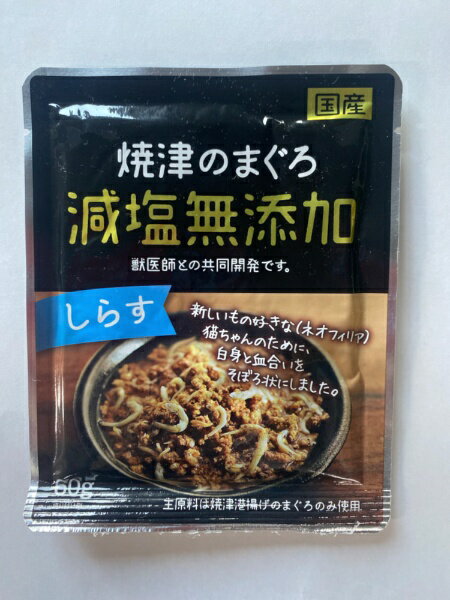 国産
焼津のまぐろ
減塩無添加
獣医師との共同開発です。
しらす
新しいもの好きな(ネオフィリア)
猫ちゃんのために、
白身と血合いを
そぼろ状にしました。
60g
主原料は焼津港揚げのまぐろのみ使用